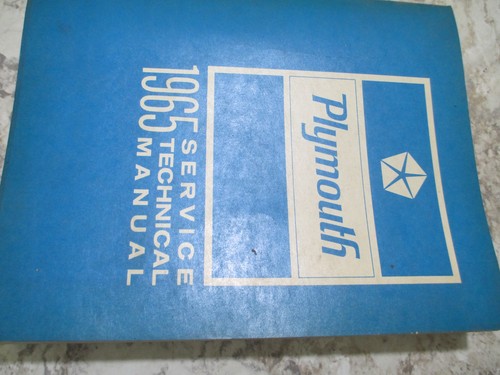 Plymouth
1965 SERVICE
TECHNICAL
MANUAL